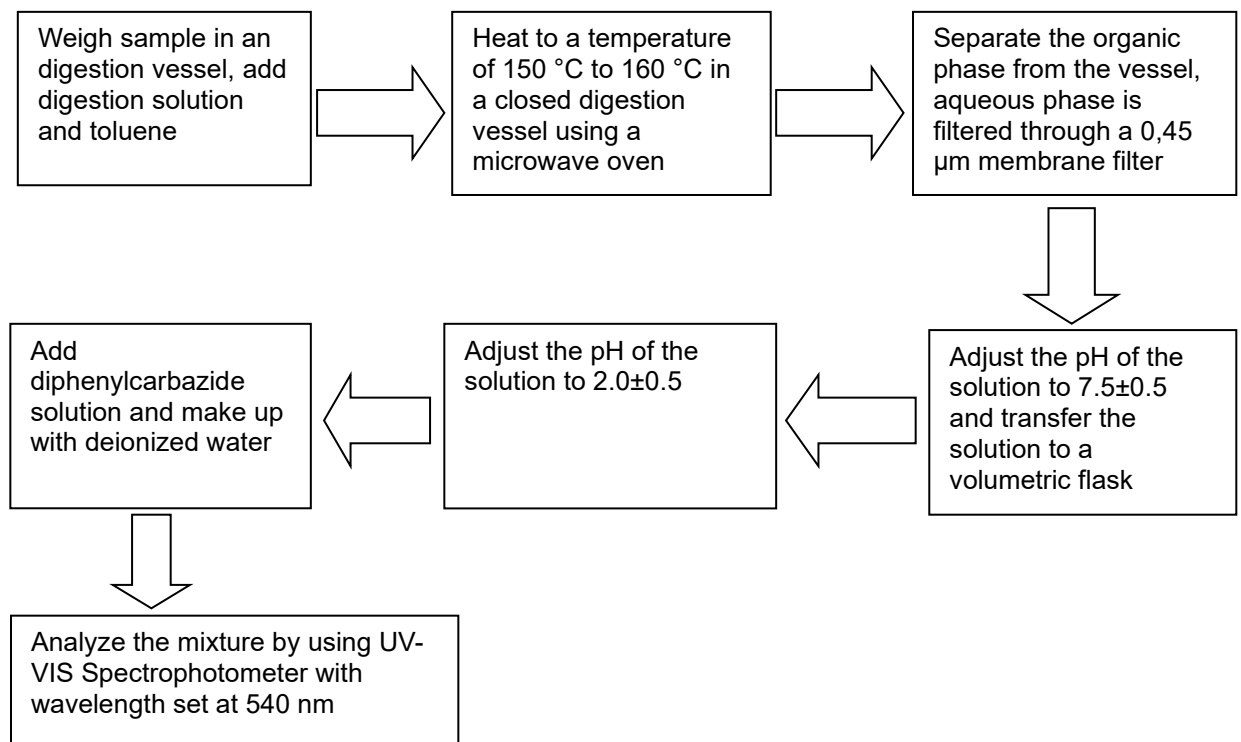 Weigh sample in an
digestion vessel, add
digestion solution
and toluene
Heat to a temperature
of 150 °C to 160 °C in
a closed digestion
vessel using a
microwave oven
Separate the organic
phase from the vessel,
aqueous phase is
filtered through a 0,45
µm membrane filter
Adjust the pH of the
solution to 7.5±0.5
and transfer the
solution to a
volumetric flask
Adjust the pH of the
solution to 2.0±0.5
Add
diphenylcarbazide
solution and make up
with deionized water
Analyze the mixture by using UV-
VIS Spectrophotometer with
wavelength set at 540 nm